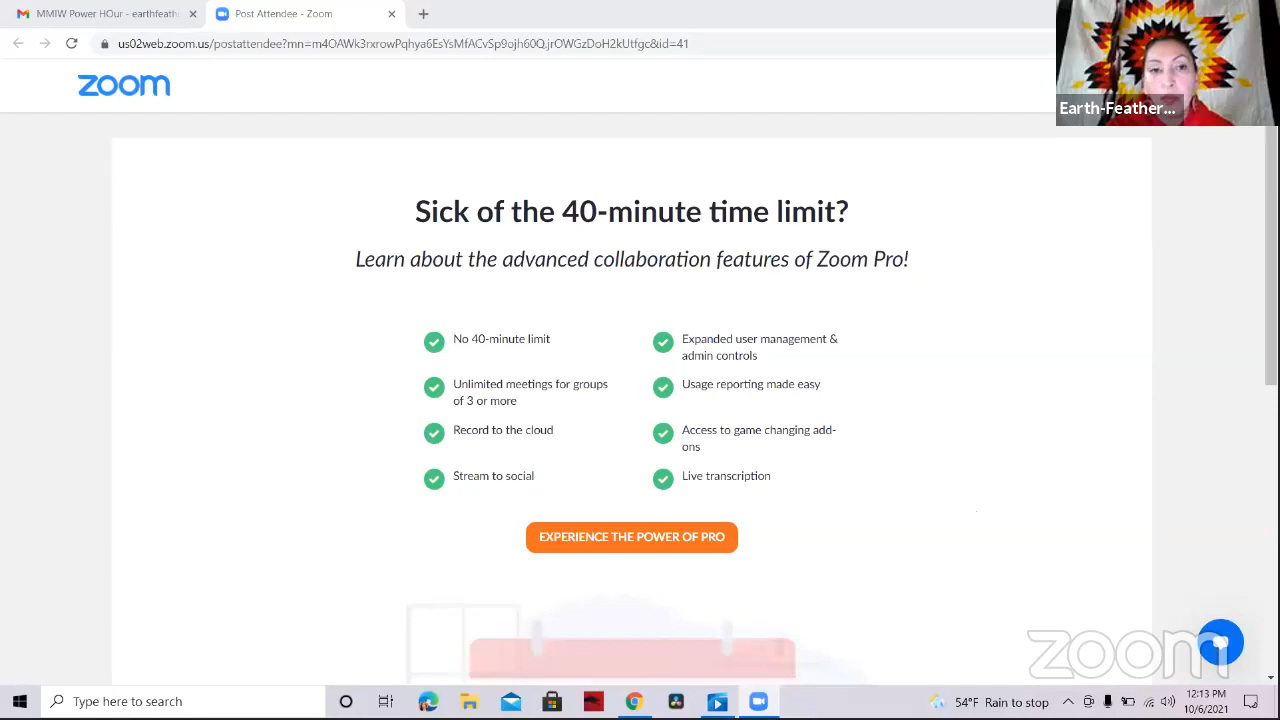 MMIW Power HOur - earthfeath
Post Attendee - Zoom
us02web.zoom.us/postattendee?mn=m4OAWk3rxrowPqhya6EsYsMfACvSp9ojh60Q.jrOWGzDoH2kUtfgc&id=41
zoom
Earth-Feather...
Sick of the 40-minute time limit?
Learn about the advanced collaboration features of Zoom Pro!
No 40-minute limit
Expanded user management &
admin controls
Unlimited meetings for groups
of 3 or more
Usage reporting made easy
Record to the cloud
Access to game changing add-
ons
Stream to social
Live transcription
EXPERIENCE THE POWER OF PRO
zoom
Type here to search
54°F Rain to stop
12:13 PM
10/6/2021